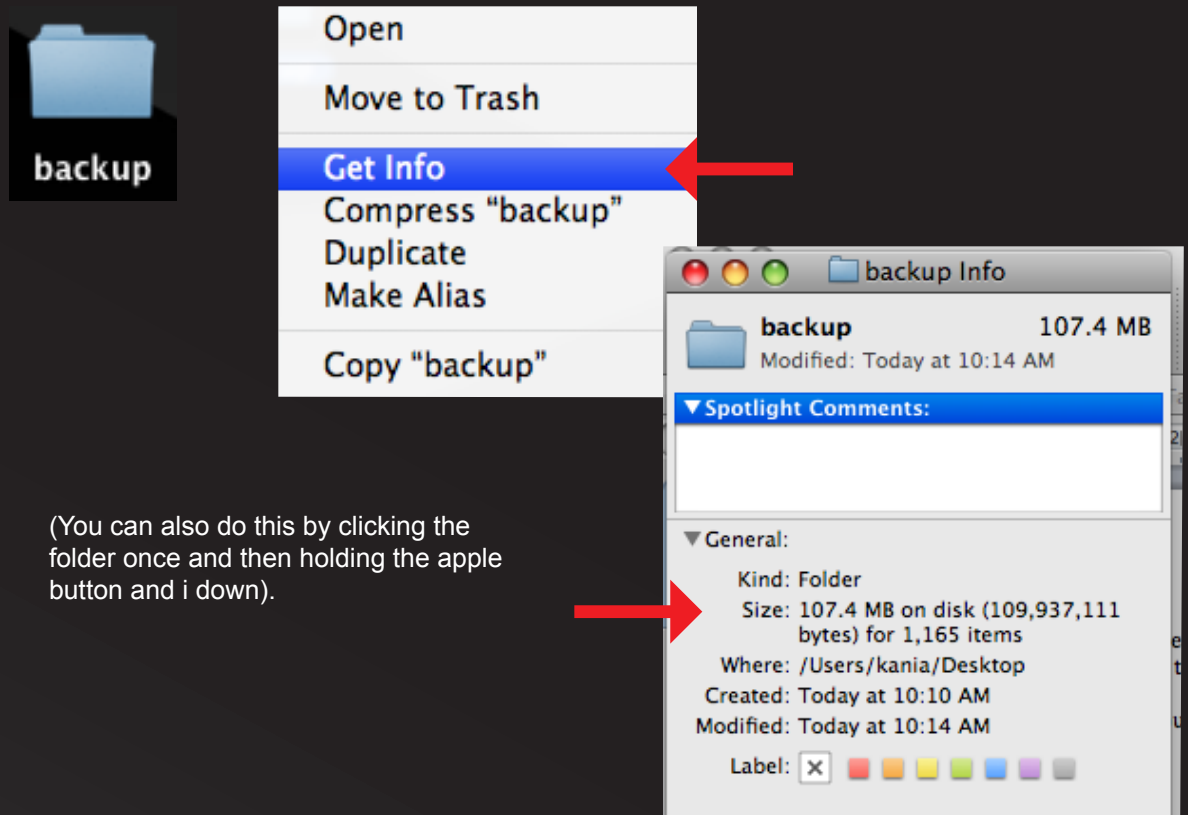 backup
Open
Move to Trash
Get Info
Compress “backup”
Duplicate
Make Alias
Copy “backup”
(You can also do this by clicking the
folder once and then holding the apple
button and i down).
backup Info
backup 107.4 MB
Modified: Today at 10:14 AM
▼Spotlight Comments:
▼General:
Kind: Folder
Size: 107.4 MB on disk (109,937,111
bytes) for 1,165 items
Where: /Users/kania/Desktop
Created: Today at 10:10 AM
Modified: Today at 10:14 AM
Label: